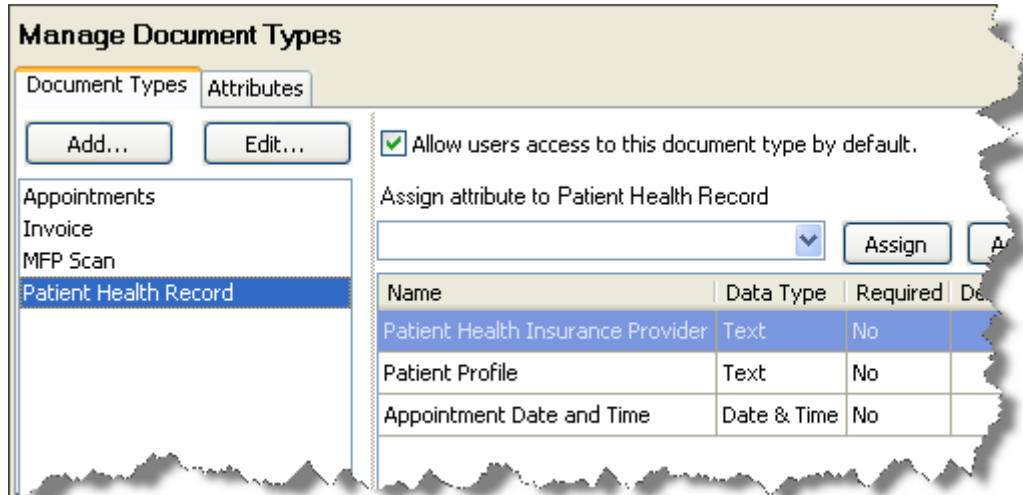 Manage Document Types
Document Types Attributes
Add... Edit...
Allow users access to this document type by default.
Appointments
Invoice
MFP Scan
Patient Health Record
Assign attribute to Patient Health Record
Assign
Name Data Type Required
Patient Health Insurance Provider Text No
Patient Profile Text No
Appointment Date and Time Date & Time No